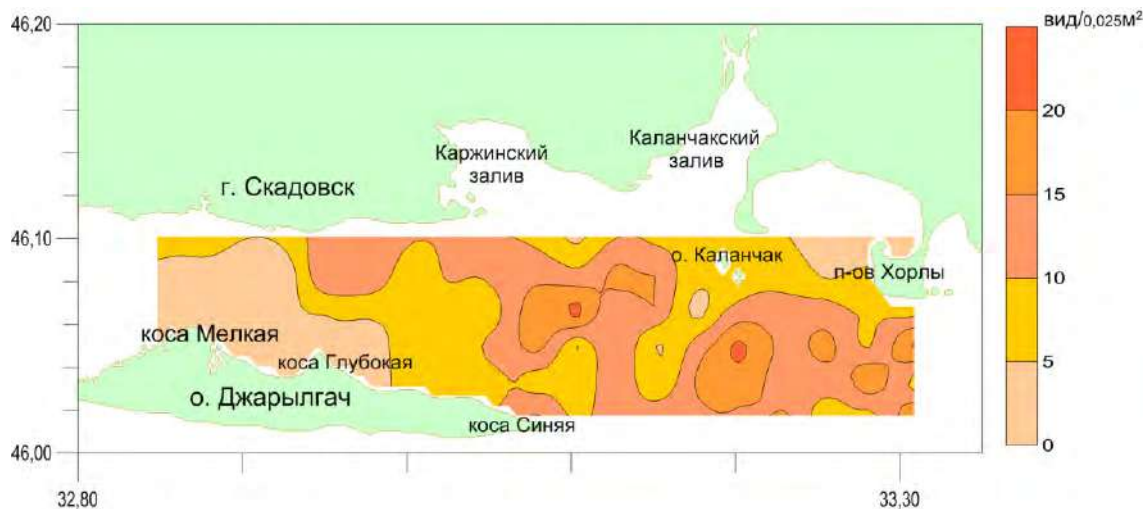 46,20
вид/0,025м²
20
Каланчакский
залив
Каржинский
залив
15
г. Скадовск
46,10
о. Каланчак
п-ов Хорлы
10
коса Мелкая
коса Глубокая
5
о. Джарылгач
коса Синяя
46,00
0
32,80
33,30